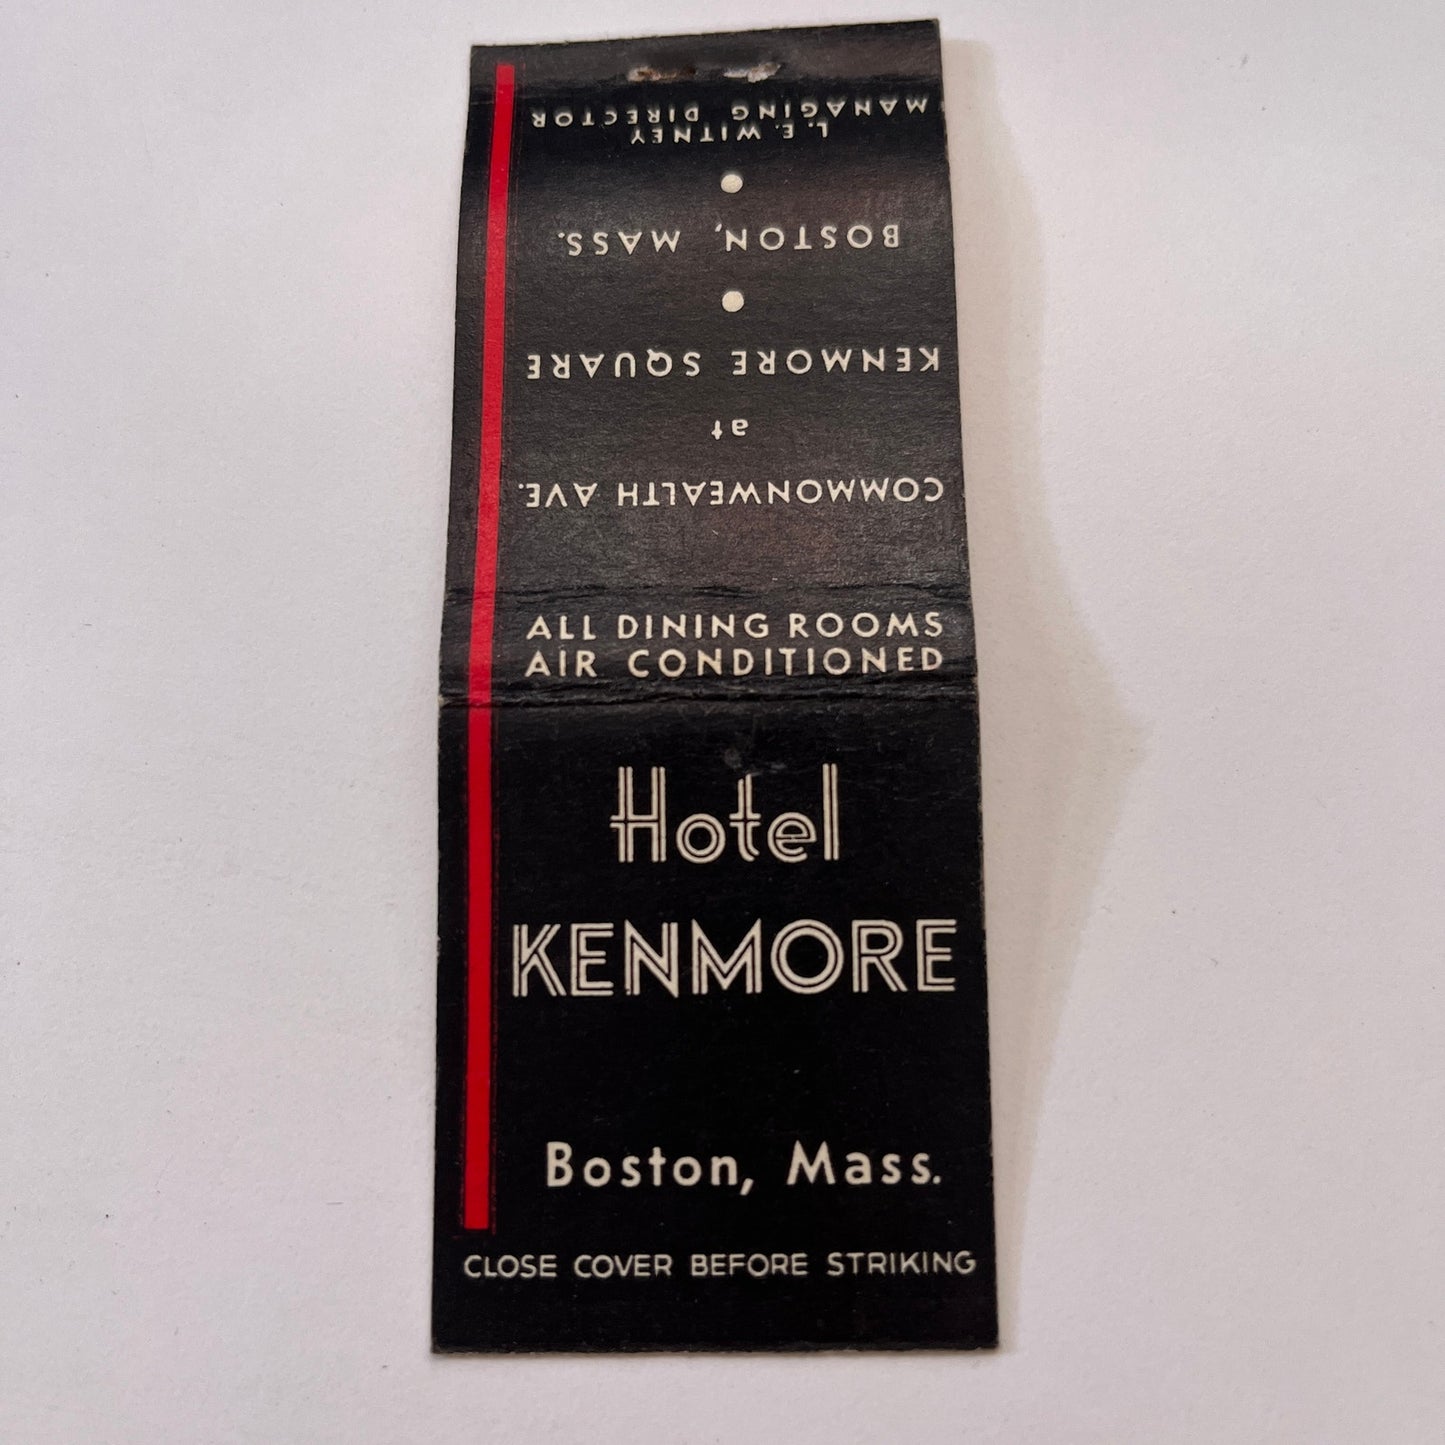 Hotel
KENMORE
Boston, Mass.
CLOSE COVER BEFORE STRIKING
ALL DINING ROOMS
AIR CONDITIONED
COMMONWEALTH AVE.
at
KENMORE SQUARE
BOSTON, MASS.
L. E. WITNEY
MANAGING DIRECTOR